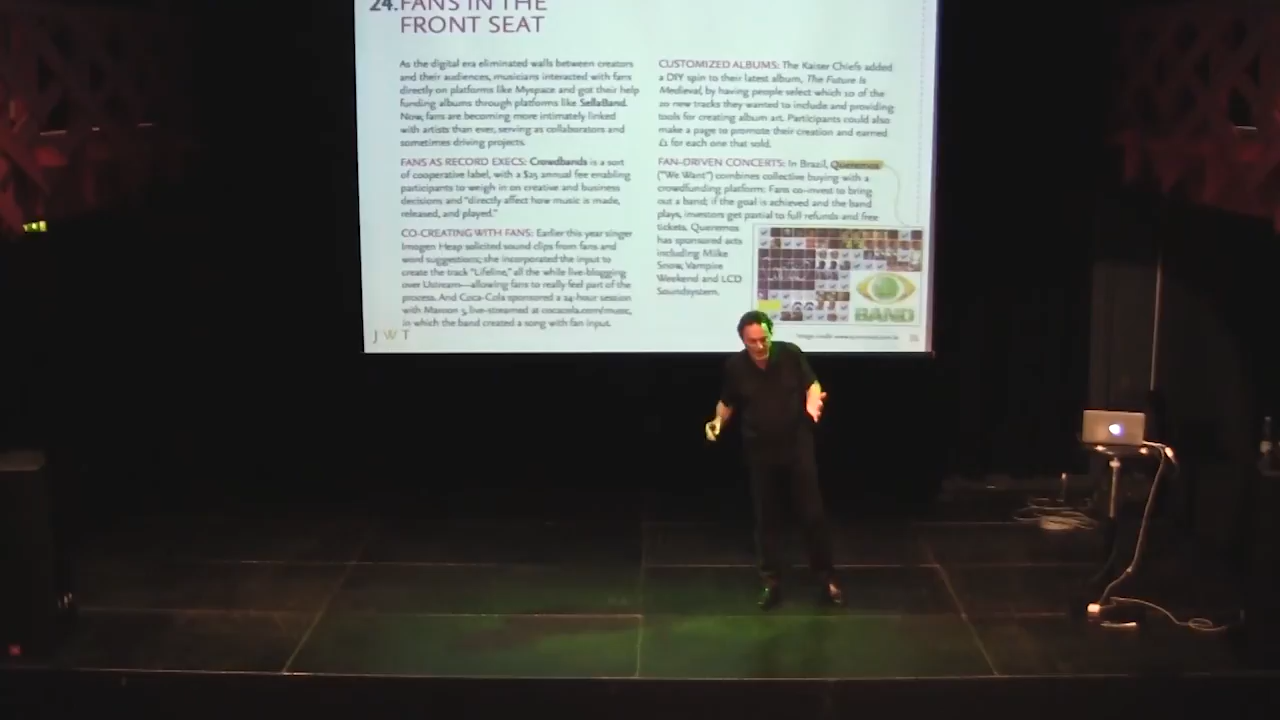 24. FANS IN THE
FRONT SEAT
As the digital era eliminated walls between creators
and their audiences, musicians interacted with fans
directly on platforms like Myspace and got their help
funding albums through platforms like SellaBand.
Now, fans are becoming more intimately linked
with artists than ever, serving as collaborators and
sometimes driving projects.
FANS AS RECORD EXECS: Crowdbands is a sort
of cooperative label, with a $25 annual fee enabling
participants to weigh in on creative and business
decisions and "directly affect how music is made,
released, and played."
CO-CREATING WITH FANS: Earlier this year singer
Imogen Heap solicited sound clips from fans and
word suggestions; she incorporated the input to
create the track "Lifeline," all the while live-blogging
over Ustream—allowing fans to really feel part of the
process. And Coca-Cola sponsored a 24-hour session
with Maroon 5, live-streamed at cocacola.com/music,
in which the band created a song with fan input.
JWT
CUSTOMIZED ALBUMS: The Kaiser Chiefs added
a DIY spin to their latest album, The Future Is
Medieval, by having people select which 10 of the
20 new tracks they wanted to include and providing
tools for creating album art. Participants could also
make a page to promote their creation and earned
£1 for each one that sold.
FAN-DRIVEN CONCERTS: In Brazil, Queremos
("We Want") combines collective buying with a
crowdfunding platform: Fans co-invest to bring
out a band; if the goal is achieved and the band
plays, investors get partial to full refunds and free
tickets. Queremos
has sponsored acts
including Miike
Snow, Vampire
Weekend and LCD
Soundsystem.
BAND
Image credit: www.queremos.com.br